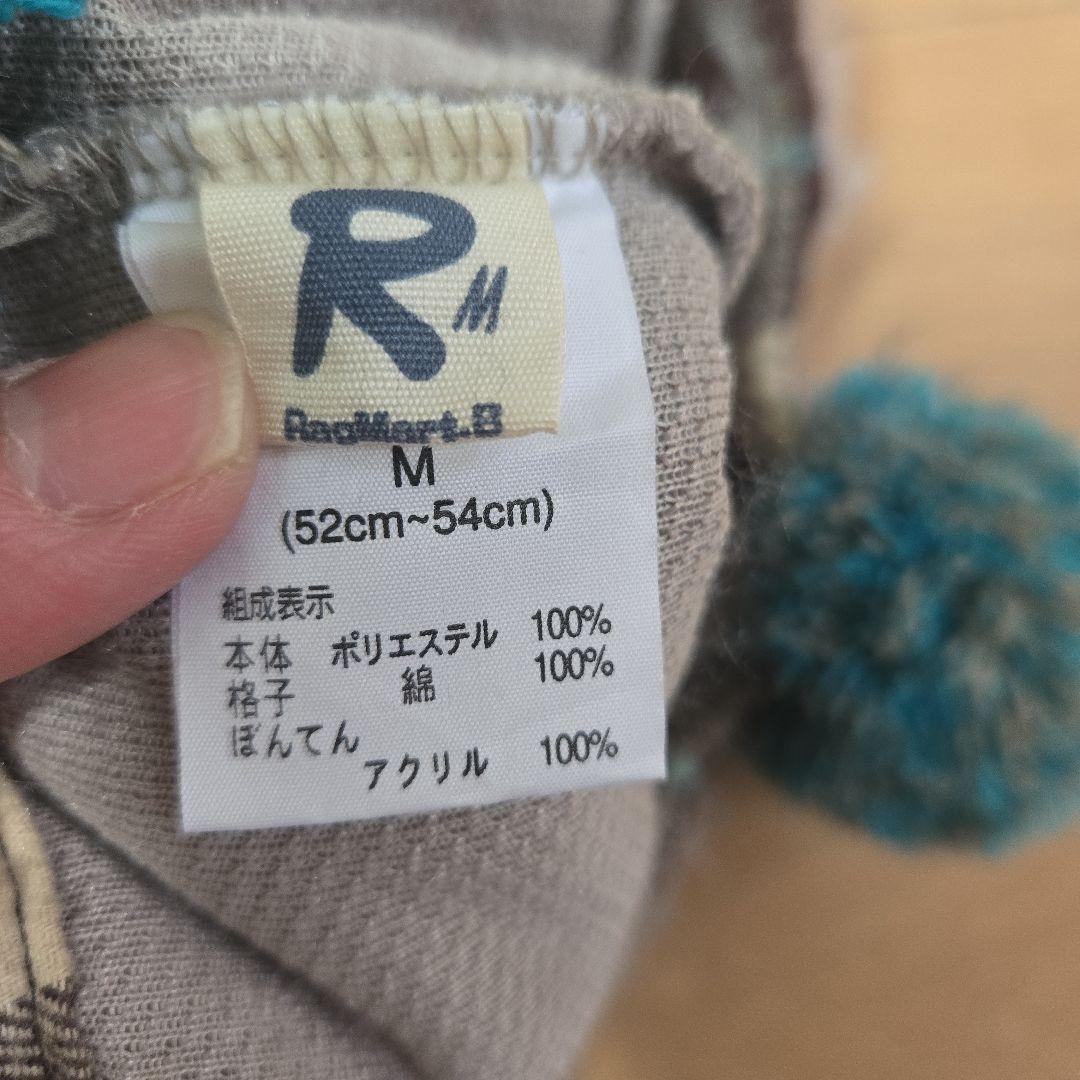 R
M
RagMart.B
M
(52cm~54cm)
組成表示
本体 ポリエステル 100%
格子 綿 100%
ぼんてん
アクリル 100%